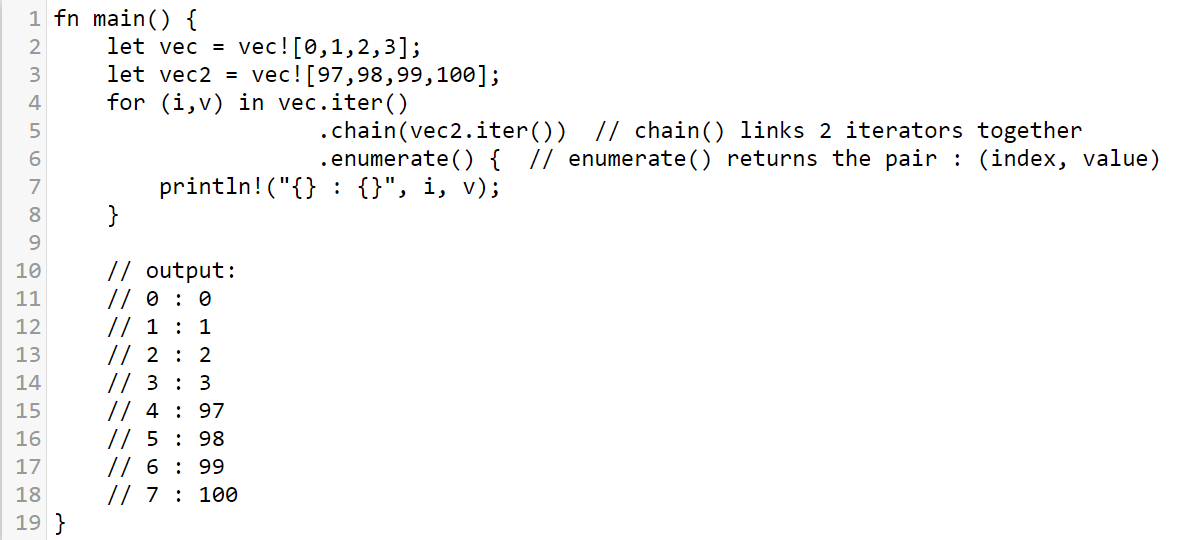 1 fn main() {
2     let vec = vec![0,1,2,3];
3     let vec2 = vec![97,98,99,100];
4     for (i,v) in vec.iter()
5                     .chain(vec2.iter())  // chain() links 2 iterators together
6                     .enumerate() {  // enumerate() returns the pair : (index, value)
7         println!("{} : {}", i, v);
8     }
9
10     // output:
11     // 0 : 0
12     // 1 : 1
13     // 2 : 2
14     // 3 : 3
15     // 4 : 97
16     // 5 : 98
17     // 6 : 99
18     // 7 : 100
19 }